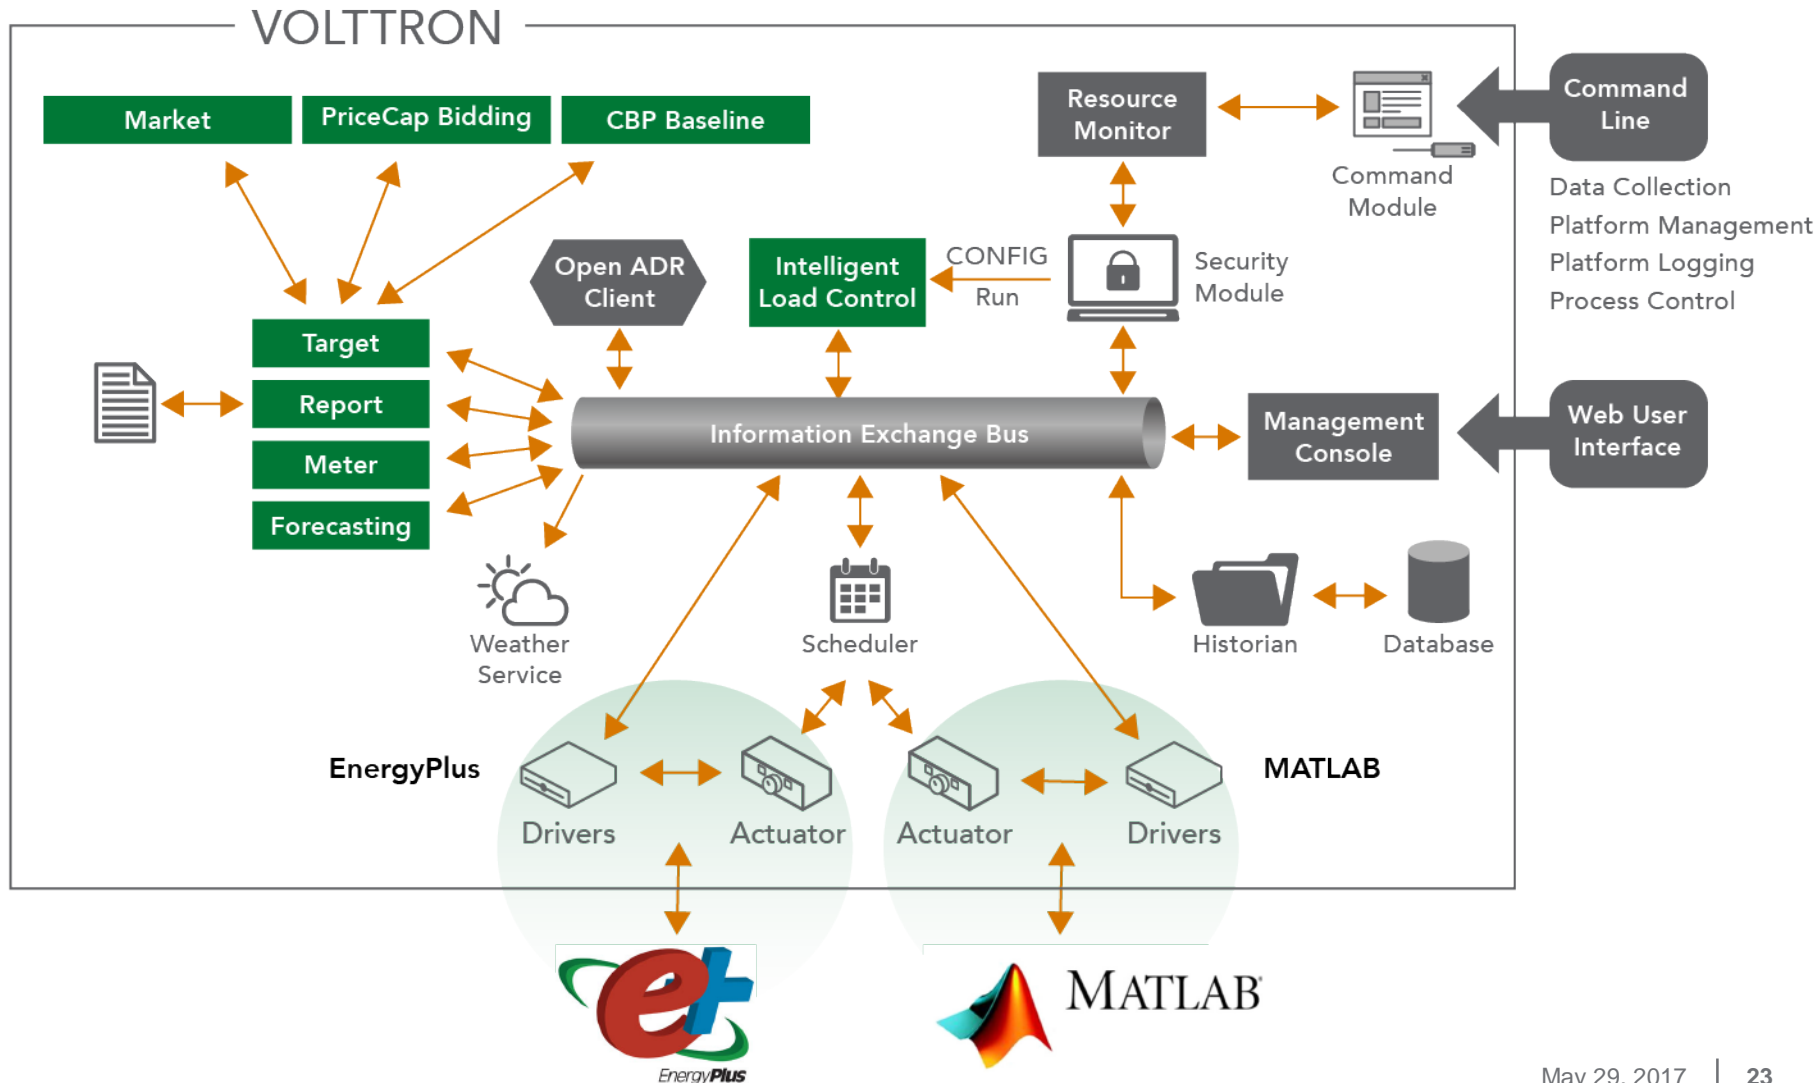 VOLTTRON
Market
PriceCap Bidding
CBP Baseline
Resource
Monitor
Command
Module
Command
Line
Data Collection
Platform Management
Platform Logging
Process Control
Open ADR
Client
Intelligent
Load Control
CONFIG
Run
Security
Module
Target
Report
Meter
Forecasting
Information Exchange Bus
Management
Console
Web User
Interface
Weather
Service
Scheduler
Historian
Database
EnergyPlus
Drivers
Actuator
Actuator
Drivers
MATLAB
e+
EnergyPlus
MATLAB
May 29, 2017 | 23